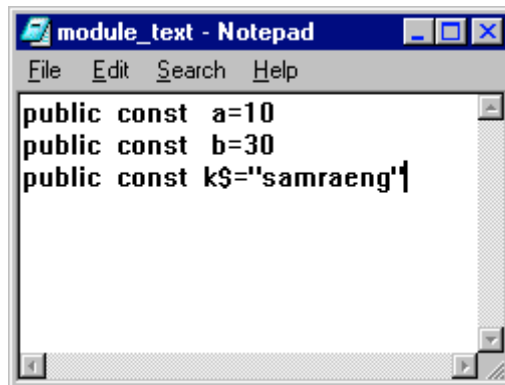 module_text - Notepad
File Edit Search Help
public const  a=10
public const  b=30
public const k$="samraeng"